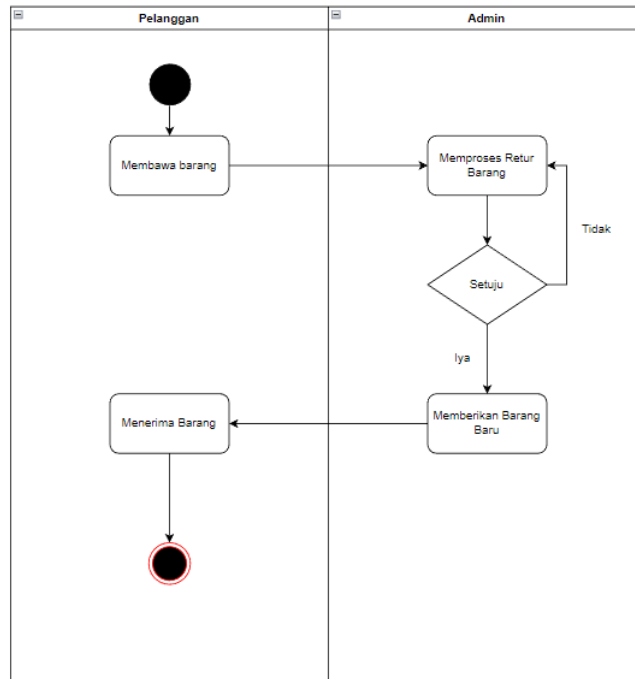 Pelanggan
Admin
Membawa barang
Memproses Retur
Barang
Tidak
Setuju
Iya
Menerima Barang
Memberikan Barang
Baru